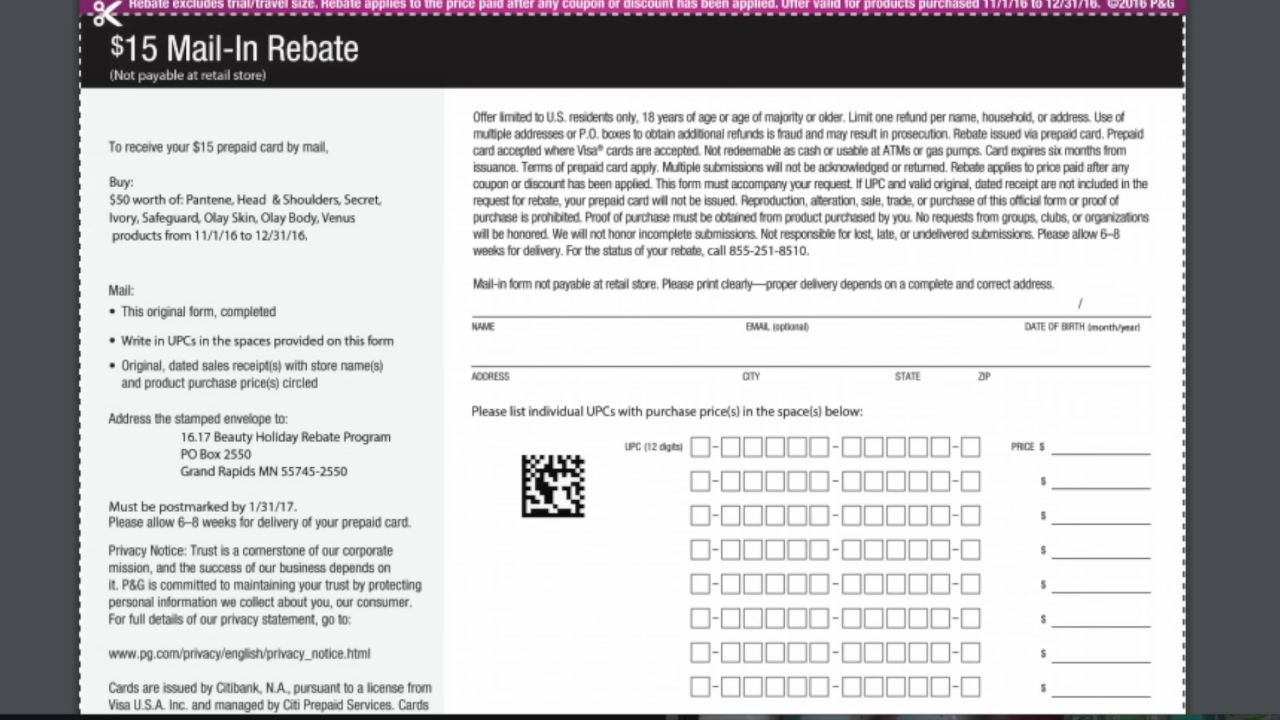 Rebate excludes trial/travel size. Rebate applies to the price paid after any coupon or discount has been applied. Offer valid for products purchased 11/1/16 to 12/31/16. ©2016 P&G
$15 Mail-In Rebate
(Not payable at retail store)
To receive your $15 prepaid card by mail,
Buy:
$50 worth of: Pantene, Head & Shoulders, Secret,
Ivory, Safeguard, Olay Skin, Olay Body, Venus
products from 11/1/16 to 12/31/16.
Mail:
• This original form, completed
• Write in UPCs in the spaces provided on this form
• Original, dated sales receipt(s) with store name(s)
and product purchase price(s) circled
Address the stamped envelope to:
16.17 Beauty Holiday Rebate Program
PO Box 2550
Grand Rapids MN 55745-2550
Must be postmarked by 1/31/17.
Please allow 6–8 weeks for delivery of your prepaid card.
Privacy Notice: Trust is a cornerstone of our corporate
mission, and the success of our business depends on
it. P&G is committed to maintaining your trust by protecting
personal information we collect about you, our consumer.
For full details of our privacy statement, go to:
www.pg.com/privacy/english/privacy_notice.html
Cards are issued by Citibank, N.A., pursuant to a license from
Visa U.S.A. Inc. and managed by Citi Prepaid Services. Cards
Offer limited to U.S. residents only, 18 years of age or age of majority or older. Limit one refund per name, household, or address. Use of
multiple addresses or P.O. boxes to obtain additional refunds is fraud and may result in prosecution. Rebate issued via prepaid card. Prepaid
card accepted where Visa® cards are accepted. Not redeemable as cash or usable at ATMs or gas pumps. Card expires six months from
issuance. Terms of prepaid card apply. Multiple submissions will not be acknowledged or returned. Rebate applies to price paid after any
coupon or discount has been applied. This form must accompany your request. If UPC and valid original, dated receipt are not included in the
request for rebate, your prepaid card will not be issued. Reproduction, alteration, sale, trade, or purchase of this official form or proof of
purchase is prohibited. Proof of purchase must be obtained from product purchased by you. No requests from groups, clubs, or organizations
will be honored. We will not honor incomplete submissions. Not responsible for lost, late, or undelivered submissions. Please allow 6–8
weeks for delivery. For the status of your rebate, call 855-251-8510.
Mail-in form not payable at retail store. Please print clearly—proper delivery depends on a complete and correct address.
/
NAME EMAIL (optional) DATE OF BIRTH (month/year)
ADDRESS CITY STATE ZIP
Please list individual UPCs with purchase price(s) in the space(s) below:
UPC (12 digits) - - - PRICE $
- - - $
- - - $
- - - $
- - - $
- - - $
- - - $
- - - $